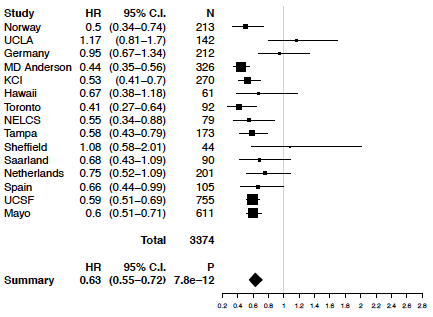 Study HR 95% C.I. N
Norway 0.5 (0.34−0.74) 213
UCLA 1.17 (0.81−1.7) 142
Germany 0.95 (0.67−1.34) 212
MD Anderson 0.44 (0.35−0.56) 326
KCI 0.53 (0.41−0.7) 270
Hawaii 0.67 (0.38−1.18) 61
Toronto 0.41 (0.27−0.64) 92
NELCS 0.55 (0.34−0.88) 79
Tampa 0.58 (0.43−0.79) 173
Sheffield 1.08 (0.58−2.01) 44
Saarland 0.68 (0.43−1.09) 90
Netherlands 0.75 (0.52−1.09) 201
Spain 0.66 (0.44−0.99) 105
UCSF 0.59 (0.51−0.69) 755
Mayo 0.6 (0.51−0.71) 611
Total 3374
HR 95% C.I. P
Summary 0.63 (0.55−0.72) 7.8e−12
0.2 0.4 0.6 0.8 1 1.2 1.4 1.6 1.8 2 2.2 2.4 2.6 2.8